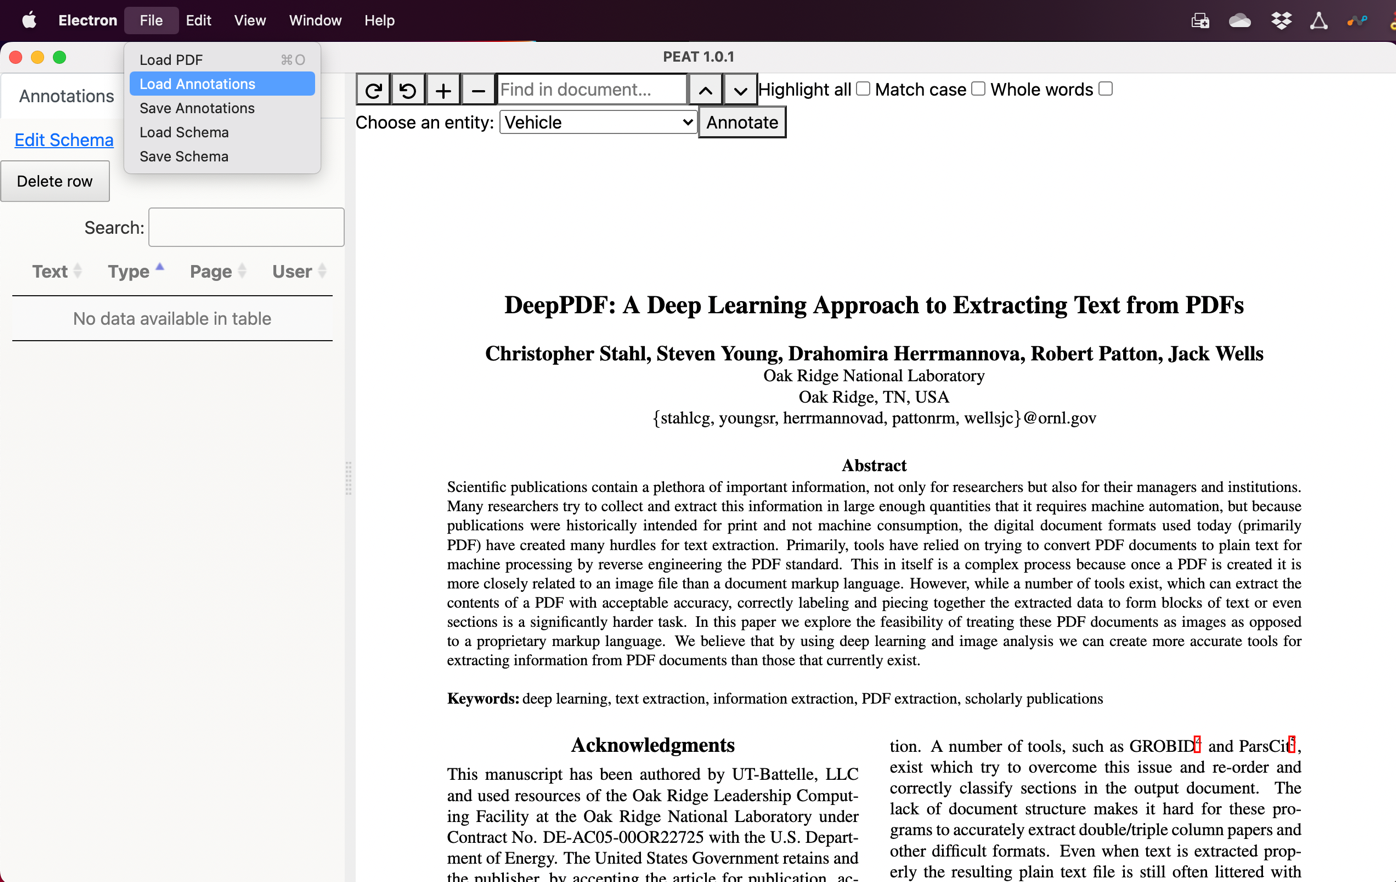 Electron File Edit View Window Help
PEAT 1.0.1
Load PDF ⌘O
Load Annotations
Save Annotations
Load Schema
Save Schema
Annotations
Edit Schema
Delete row
Search:
Text Type Page User
No data available in table
Find in document... Highlight all Match case Whole words
Choose an entity: Vehicle Annotate
DeepPDF: A Deep Learning Approach to Extracting Text from PDFs
Christopher Stahl, Steven Young, Drahomira Herrmannova, Robert Patton, Jack Wells
Oak Ridge National Laboratory
Oak Ridge, TN, USA
{stahlcg, youngsr, herrmannovad, pattonrm, wellsjc}@ornl.gov
Abstract
Scientific publications contain a plethora of important information, not only for researchers but also for their managers and institutions.
Many researchers try to collect and extract this information in large enough quantities that it requires machine automation, but because
publications were historically intended for print and not machine consumption, the digital document formats used today (primarily
PDF) have created many hurdles for text extraction. Primarily, tools have relied on trying to convert PDF documents to plain text for
machine processing by reverse engineering the PDF standard. This in itself is a complex process because once a PDF is created it is
more closely related to an image file than a document markup language. However, while a number of tools exist, which can extract the
contents of a PDF with acceptable accuracy, correctly labeling and piecing together the extracted data to form blocks of text or even
sections is a significantly harder task. In this paper we explore the feasibility of treating these PDF documents as images as opposed
to a proprietary markup language. We believe that by using deep learning and image analysis we can create more accurate tools for
extracting information from PDF documents than those that currently exist.
Keywords: deep learning, text extraction, information extraction, PDF extraction, scholarly publications
Acknowledgments
This manuscript has been authored by UT-Battelle, LLC
and used resources of the Oak Ridge Leadership Comput-
ing Facility at the Oak Ridge National Laboratory under
Contract No. DE-AC05-00OR22725 with the U.S. Depart-
ment of Energy. The United States Government retains and
the publisher, by accepting the article for publication, ac-
tion. A number of tools, such as GROBID and ParsCit,
exist which try to overcome this issue and re-order and
correctly classify sections in the output document. The
lack of document structure makes it hard for these pro-
grams to accurately extract double/triple column papers and
other difficult formats. Even when text is extracted prop-
erly the resulting plain text file is still often littered with